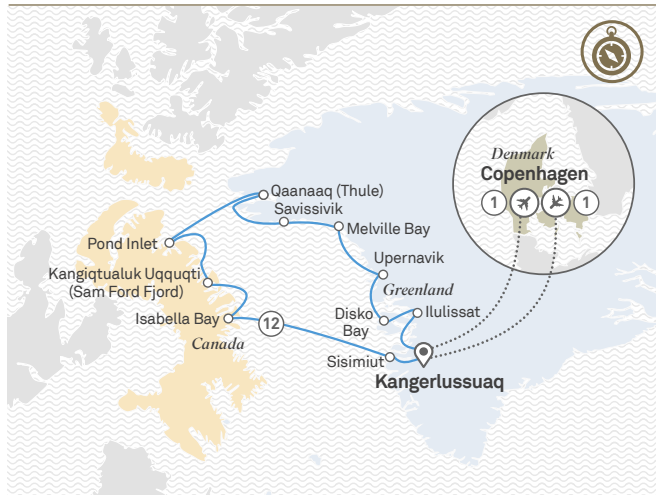 Denmark
Copenhagen
1
1
Qaanaaq (Thule)
Savissivik
Melville Bay
Pond Inlet
Upernavik
Kangiqtualuk Uqquqti
(Sam Ford Fjord)
Greenland
Disko
Bay
Ilulissat
Isabella Bay
12
Canada
Sisimiut
Kangerlussuaq